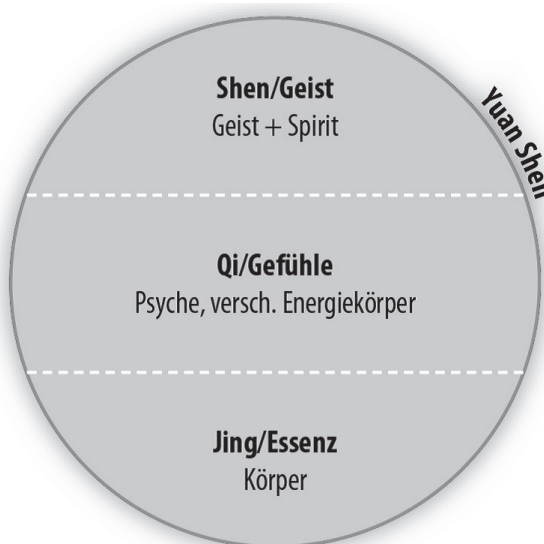 Shen/Geist
Geist + Spirit
Yuan Shen
Qi/Gefühle
Psyche, versch. Energiekörper
Jing/Essenz
Körper